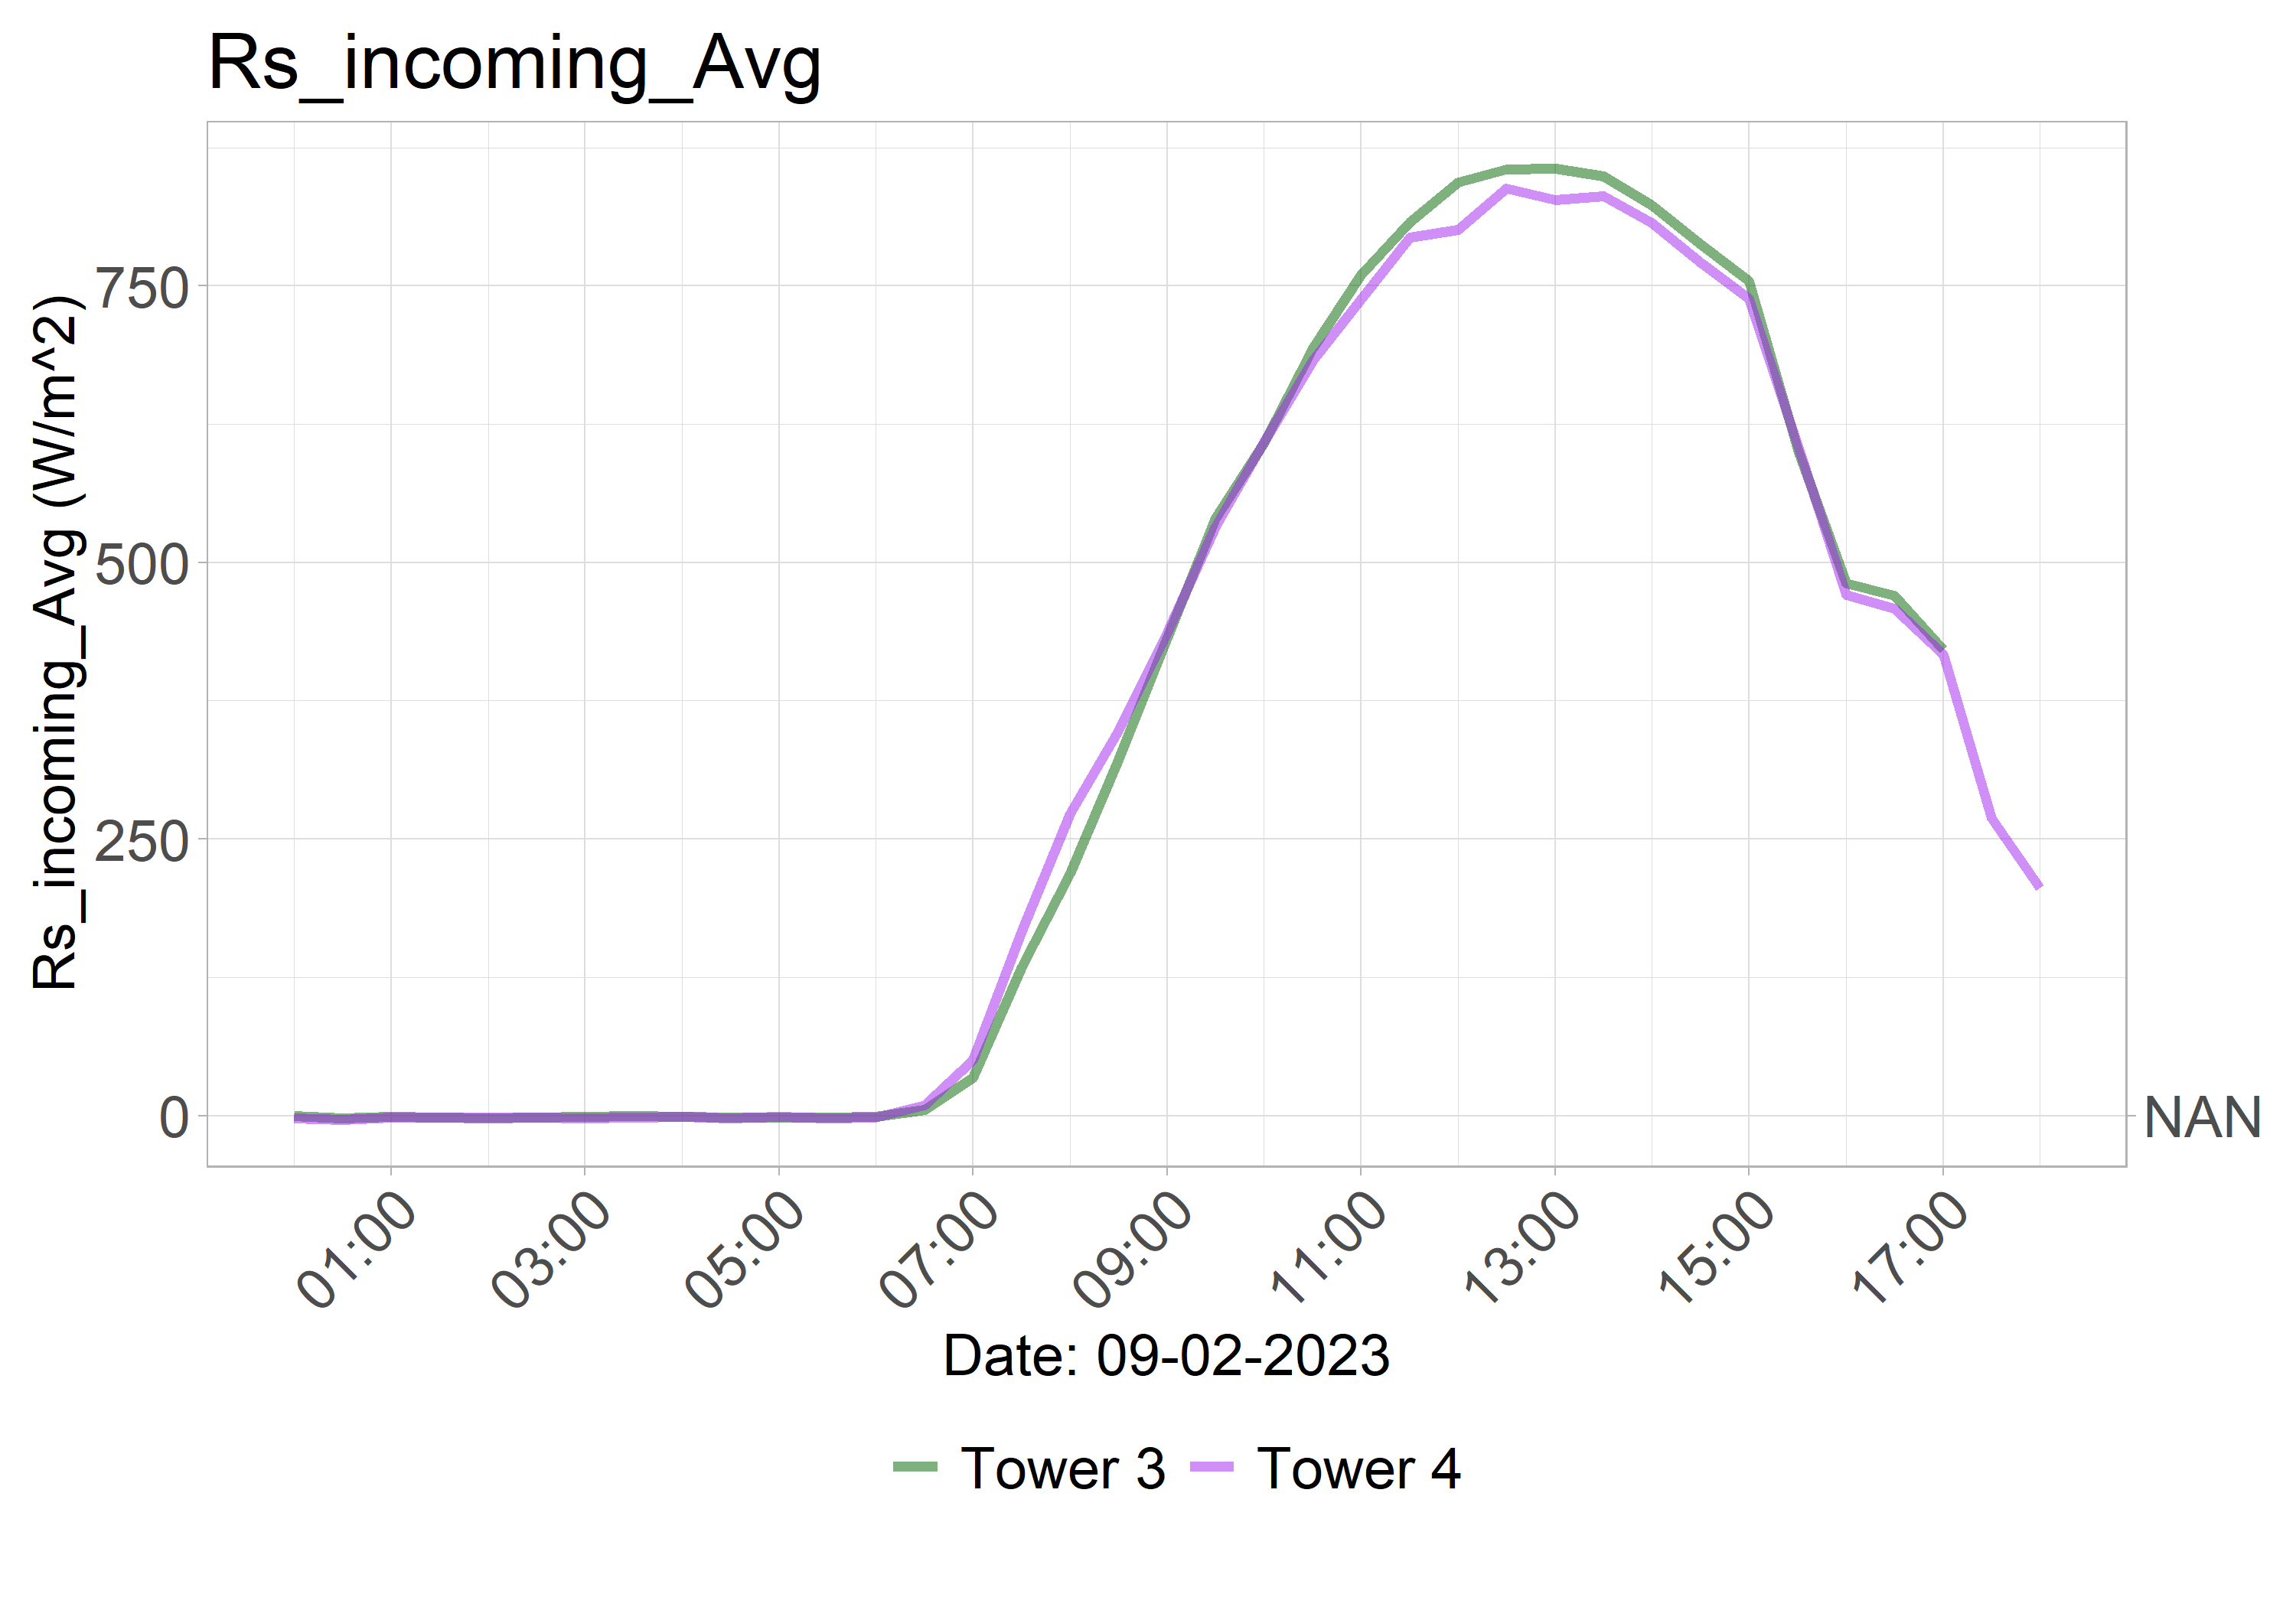 Rs_incoming_Avg
Rs_incoming_Avg (W/m^2)
750
500
250
0
NAN
01:00
03:00
05:00
07:00
09:00
11:00
13:00
15:00
17:00
Date: 09-02-2023
Tower 3
Tower 4